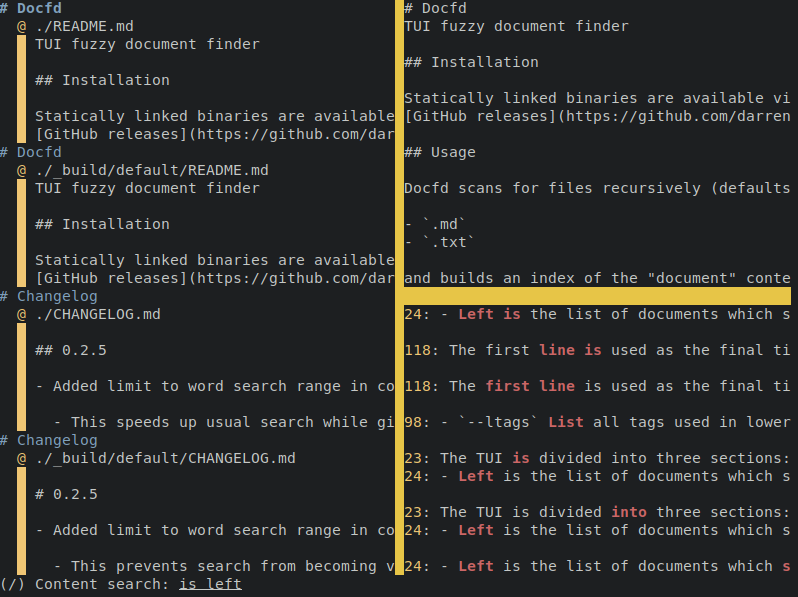 # Docfd
@ ./README.md
TUI fuzzy document finder
## Installation
Statically linked binaries are available
[GitHub releases](https://github.com/dar
# Docfd
@ ./_build/default/README.md
TUI fuzzy document finder
## Installation
Statically linked binaries are available
[GitHub releases](https://github.com/dar
# Changelog
@ ./CHANGELOG.md
## 0.2.5
- Added limit to word search range in co
- This speeds up usual search while gi
# Changelog
@ ./_build/default/CHANGELOG.md
# 0.2.5
- Added limit to word search range in co
- This prevents search from becoming v
# Docfd
TUI fuzzy document finder
## Installation
Statically linked binaries are available vi
[GitHub releases](https://github.com/darren
## Usage
Docfd scans for files recursively (defaults
- `.md`
- `.txt`
and builds an index of the "document" conte
24: - Left is the list of documents which s
118: The first line is used as the final ti
118: The first line is used as the final ti
98: - `--ltags` List all tags used in lower
23: The TUI is divided into three sections:
24: - Left is the list of documents which s
23: The TUI is divided into three sections:
24: - Left is the list of documents which s
24: - Left is the list of documents which s
(/) Content search: is left